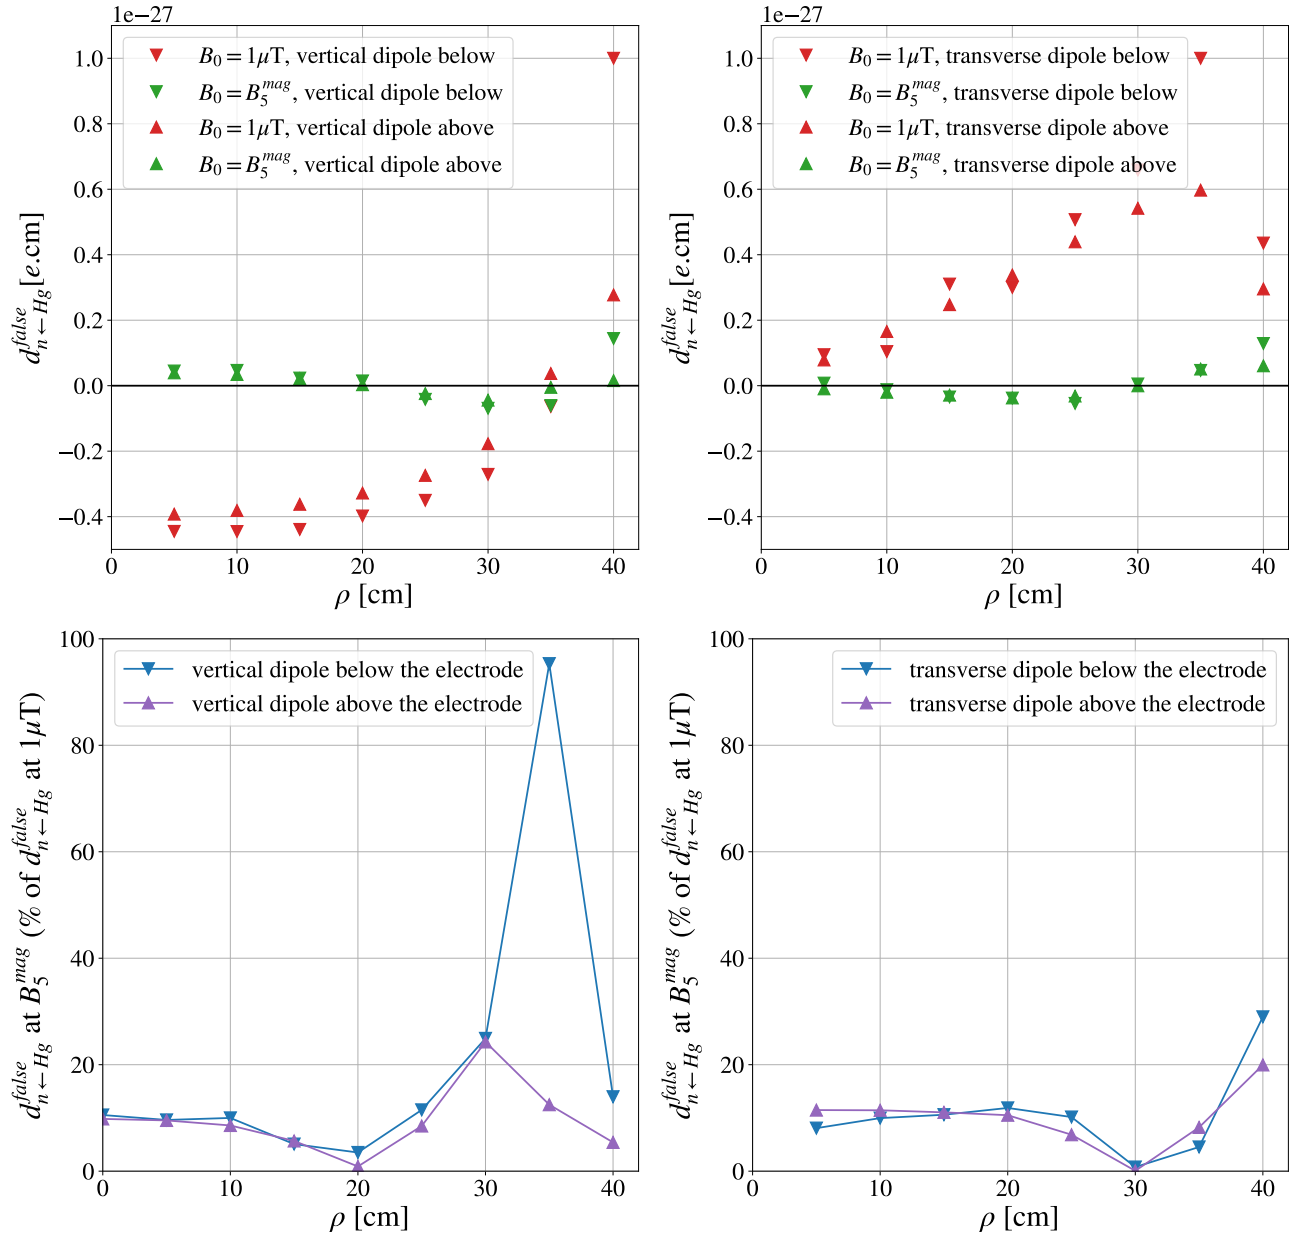 1e−27
1.0
0.8
0.6
0.4
0.2
0.0
−0.2
−0.4
0 10 20 30 40
ρ [cm]
d^{false}_{n←Hg}[e.cm]
B₀ = 1μT, vertical dipole below
B₀ = B₅^{mag}, vertical dipole below
B₀ = 1μT, vertical dipole above
B₀ = B₅^{mag}, vertical dipole above
1e−27
1.0
0.8
0.6
0.4
0.2
0.0
−0.2
−0.4
0 10 20 30 40
ρ [cm]
d^{false}_{n←Hg}[e.cm]
B₀ = 1μT, transverse dipole below
B₀ = B₅^{mag}, transverse dipole below
B₀ = 1μT, transverse dipole above
B₀ = B₅^{mag}, transverse dipole above
100
80
60
40
20
0
0 10 20 30 40
ρ [cm]
d^{false}_{n←Hg} at B₅^{mag} (% of d^{false}_{n←Hg} at 1μT)
vertical dipole below the electrode
vertical dipole above the electrode
100
80
60
40
20
0
0 10 20 30 40
ρ [cm]
d^{false}_{n←Hg} at B₅^{mag} (% of d^{false}_{n←Hg} at 1μT)
transverse dipole below the electrode
transverse dipole above the electrode